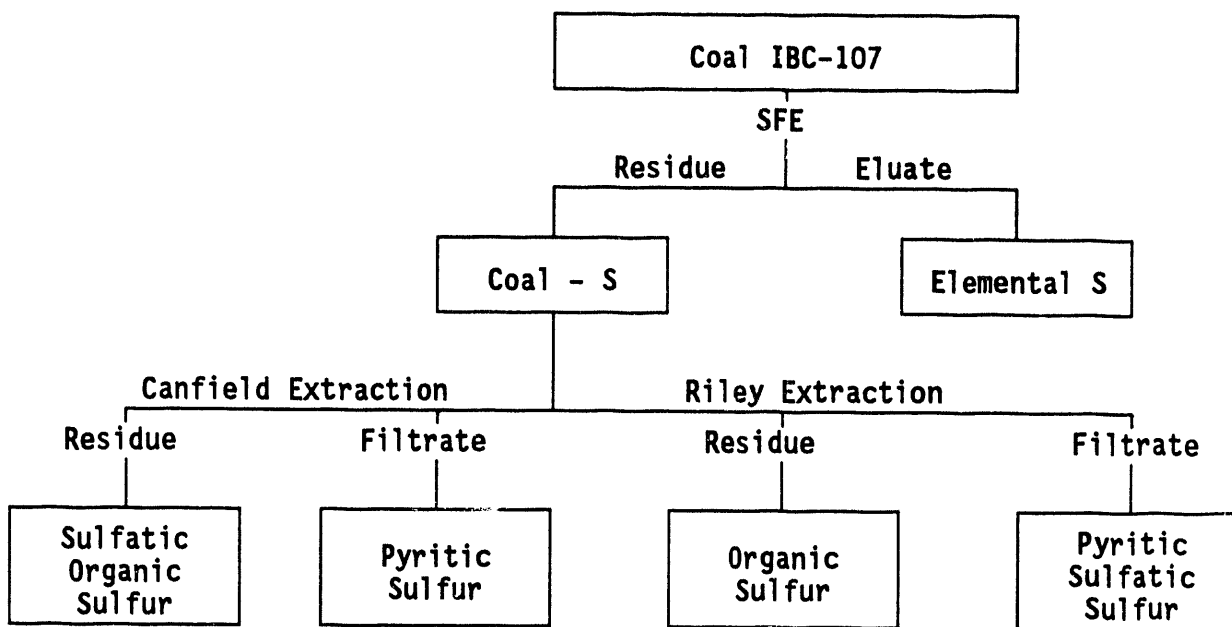 Coal IBC-107
SFE
Residue
Eluate
Coal - S
Elemental S
Canfield Extraction
Riley Extraction
Residue
Filtrate
Residue
Filtrate
Sulfatic
Organic
Sulfur
Pyritic
Sulfur
Organic
Sulfur
Pyritic
Sulfatic
Sulfur